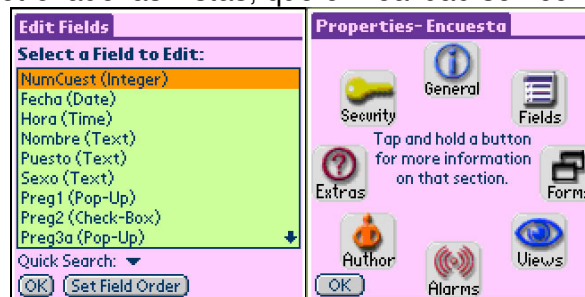 Edit Fields
Select a Field to Edit:
NumCuest (Integer)
Fecha (Date)
Hora (Time)
Nombre (Text)
Puesto (Text)
Sexo (Text)
Preg1 (Pop-Up)
Preg2 (Check-Box)
Preg3a (Pop-Up)
Quick Search:
OK
Set Field Order
Properties- Encuesta
General
Security
Fields
Tap and hold a button
for more information
on that section.
Extras
Form
Author
Views
OK
Alarms